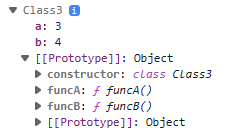 ▼ Class3 i
a: 3
b: 4
▼ [[Prototype]]: Object
▶ constructor: class Class3
▶ funcA: ƒ funcA()
▶ funcB: ƒ funcB()
▶ [[Prototype]]: Object